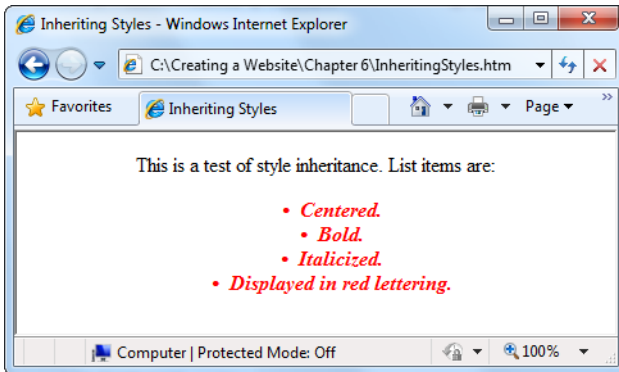 Inheriting Styles - Windows Internet Explorer
C:\Creating a Website\Chapter 6\InheritingStyles.htm
Favorites Inheriting Styles Page »
This is a test of style inheritance. List items are:
• Centered.
• Bold.
• Italicized.
• Displayed in red lettering.
Computer | Protected Mode: Off 100%